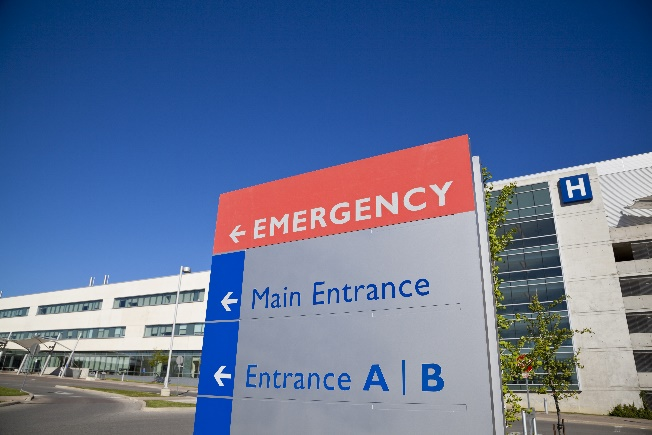 H
← EMERGENCY
← Main Entrance
← Entrance A | B